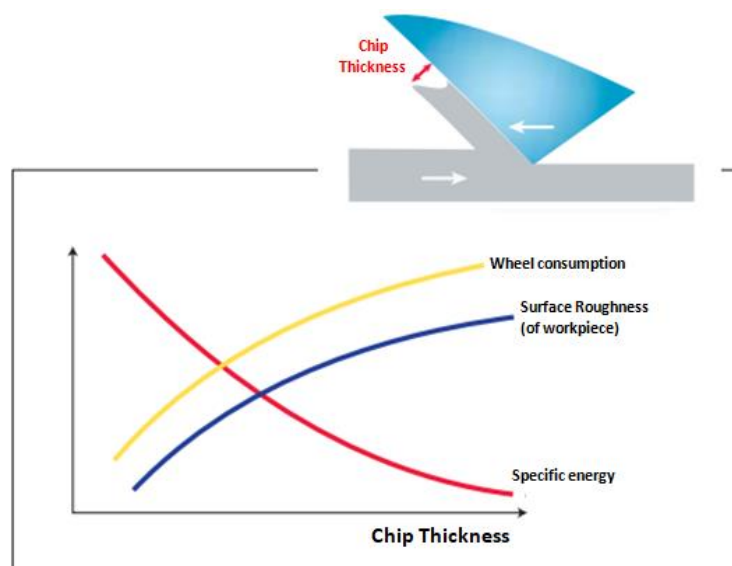 Chip
Thickness
Wheel consumption
Surface Roughness
(of workpiece)
Specific energy
Chip Thickness